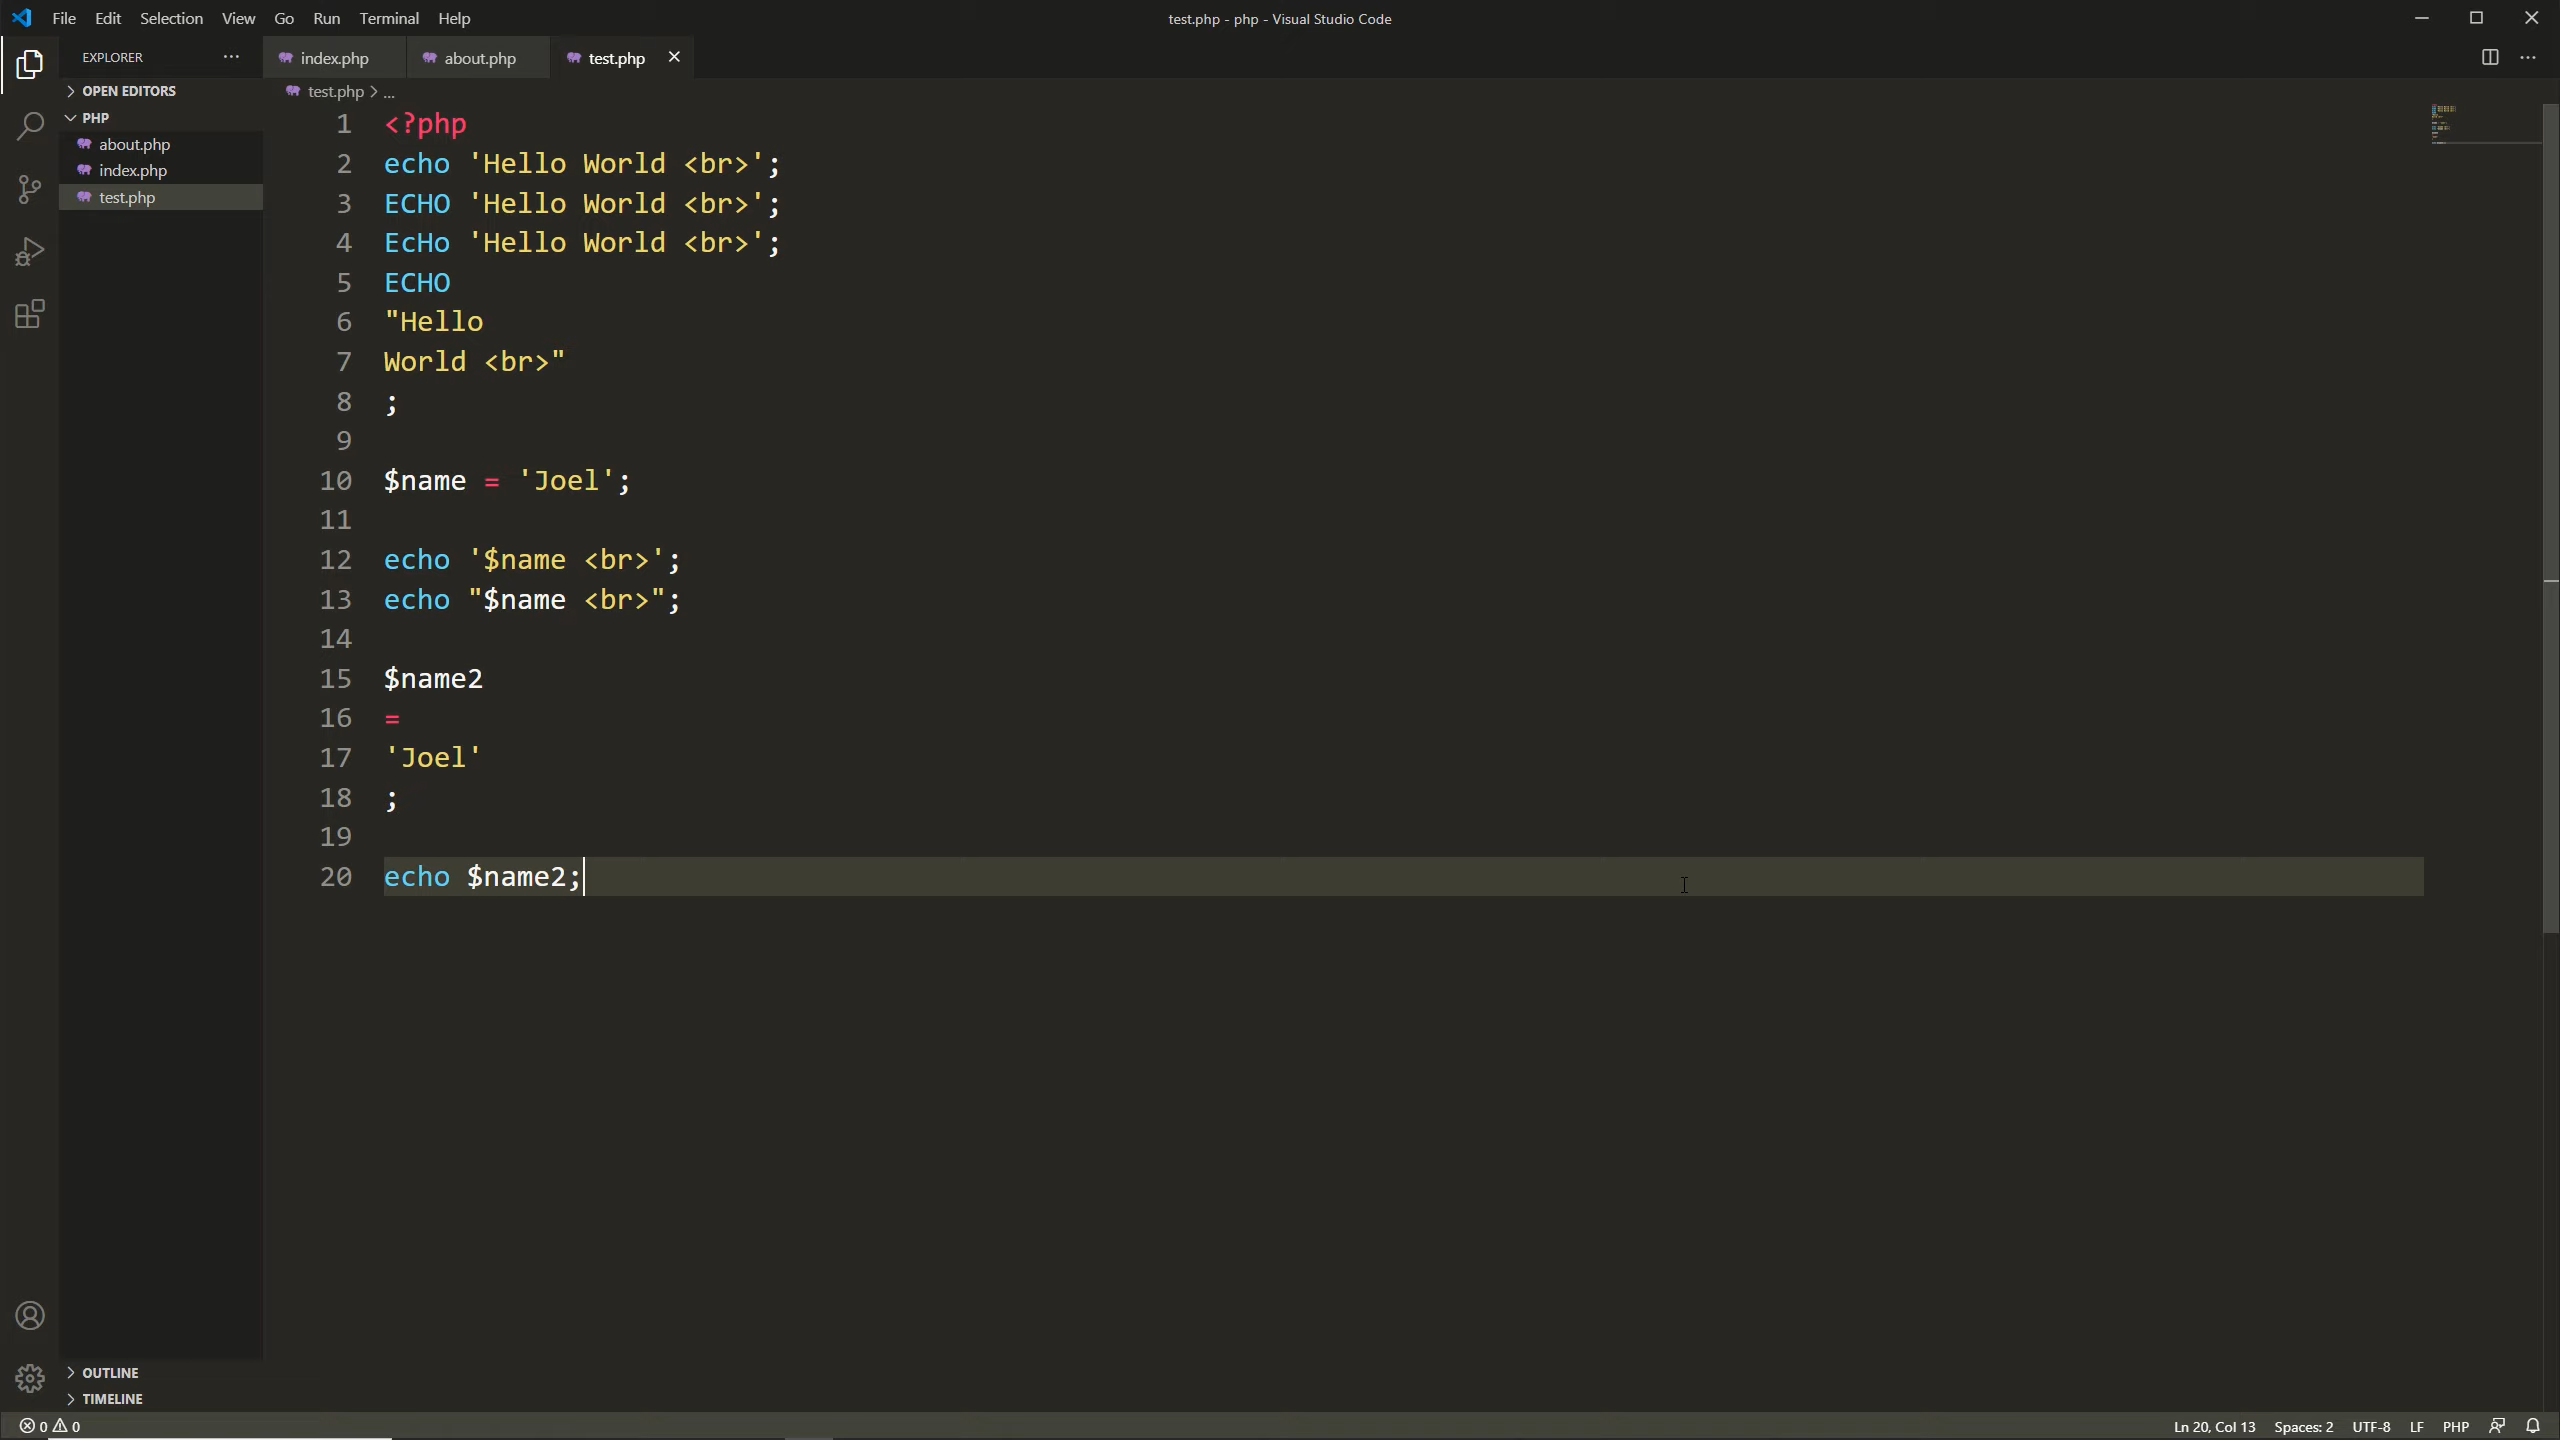 File Edit Selection View Go Run Terminal Help
test.php - php - Visual Studio Code
EXPLORER
index.php
about.php
test.php
OPEN EDITORS
PHP
about.php
index.php
test.php
test.php > ...
1 <?php
2 echo 'Hello World <br>';
3 ECHO 'Hello World <br>';
4 EcHo 'Hello World <br>';
5 ECHO
6 "Hello
7 World <br>"
8 ;
9
10 $name = 'Joel';
11
12 echo '$name <br>';
13 echo "$name <br>";
14
15 $name2
16 =
17 'Joel'
18 ;
19
20 echo $name2;
OUTLINE
TIMELINE
0 0
Ln 20, Col 13 Spaces: 2 UTF-8 LF PHP